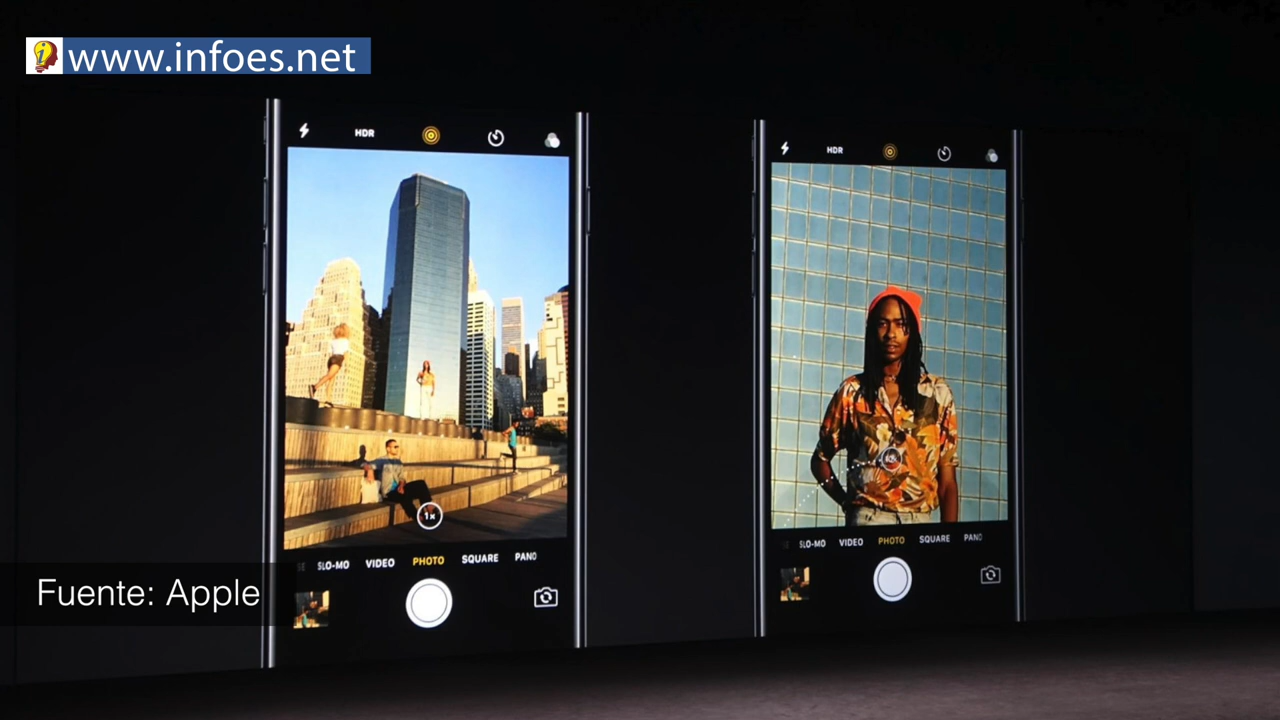 www.infoes.net
HDR
SLO-MO VIDEO PHOTO SQUARE PANO
1x
HDR
SLO-MO VIDEO PHOTO SQUARE PANO
Fuente: Apple